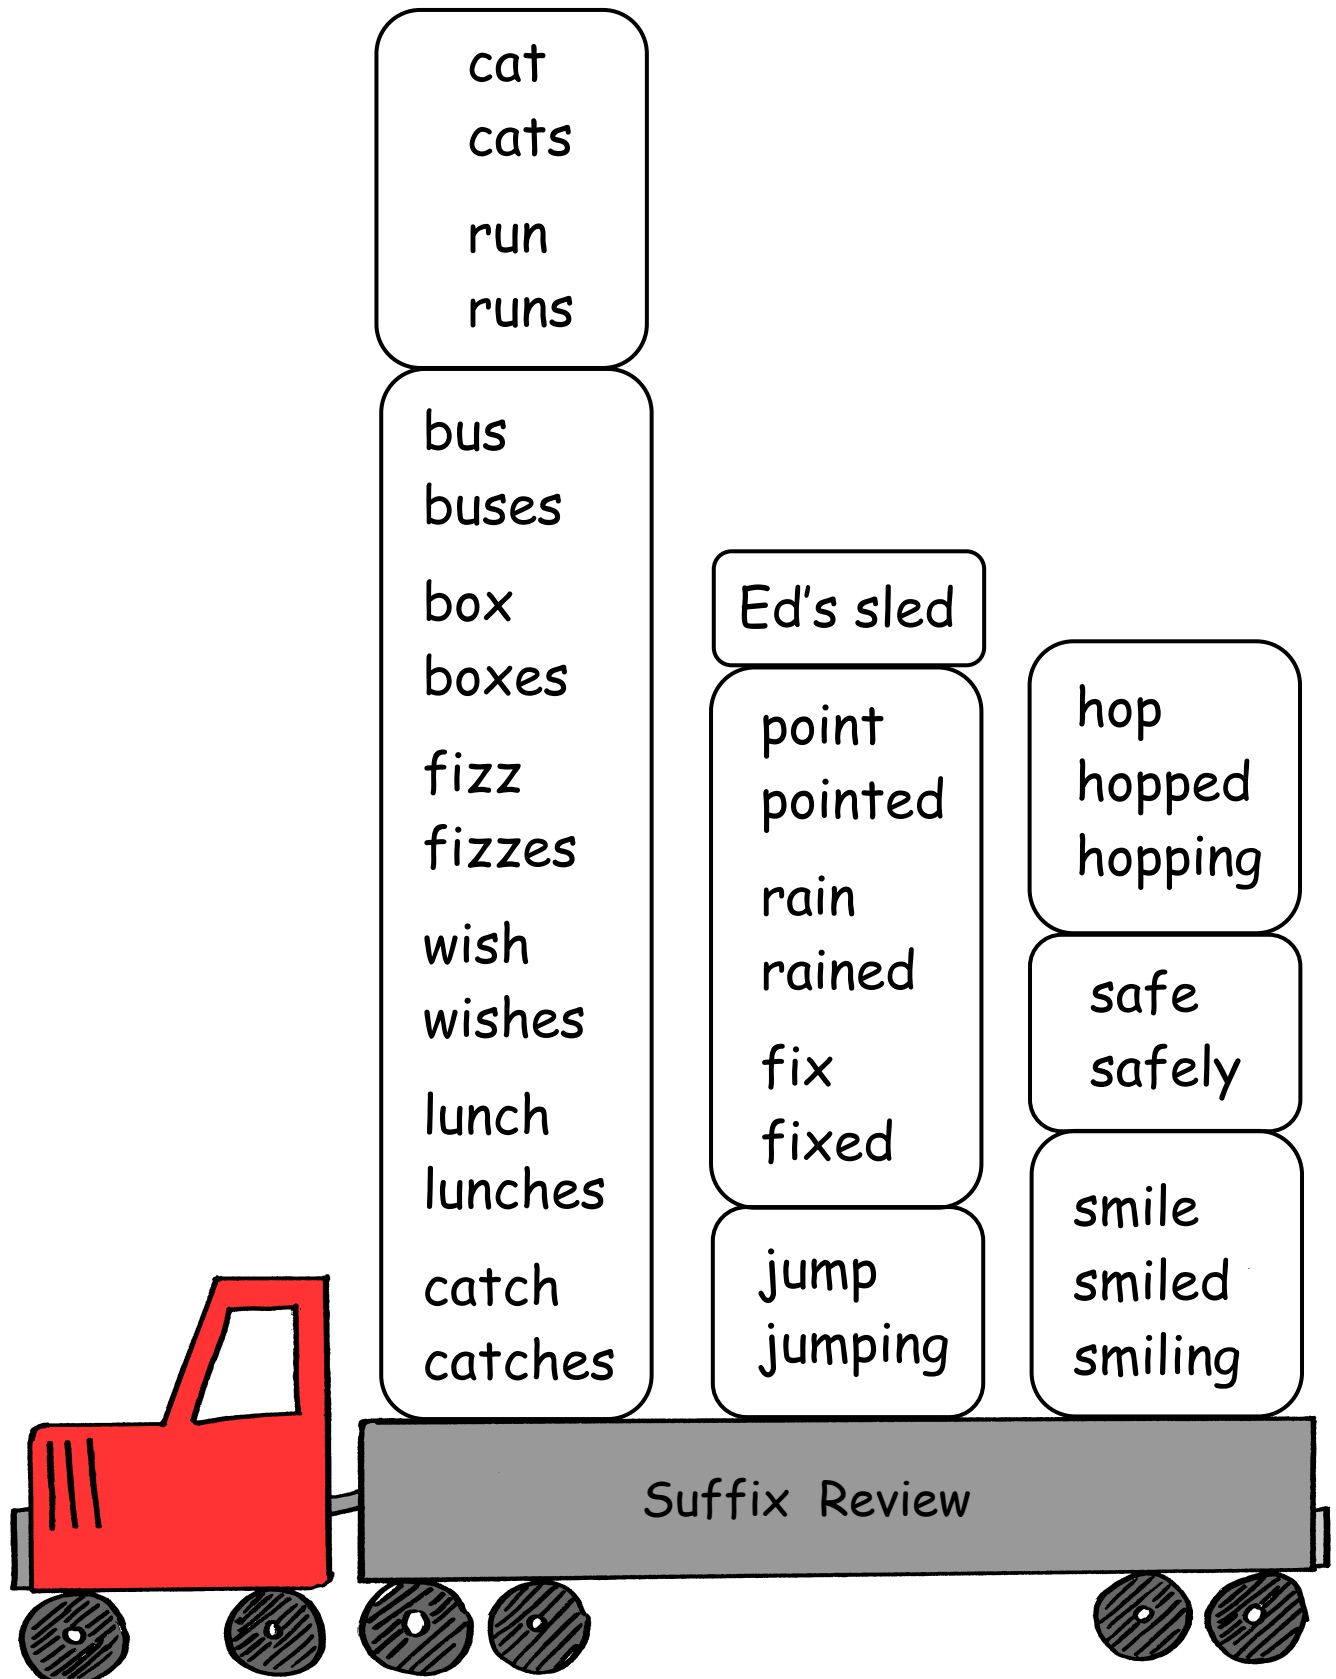 cat
cats
run
runs
bus
buses
box
boxes
fizz
fizzes
wish
wishes
lunch
lunches
catch
catches
Ed's sled
point
pointed
rain
rained
fix
fixed
jump
jumping
hop
hopped
hopping
safe
safely
smile
smiled
smiling
Suffix Review